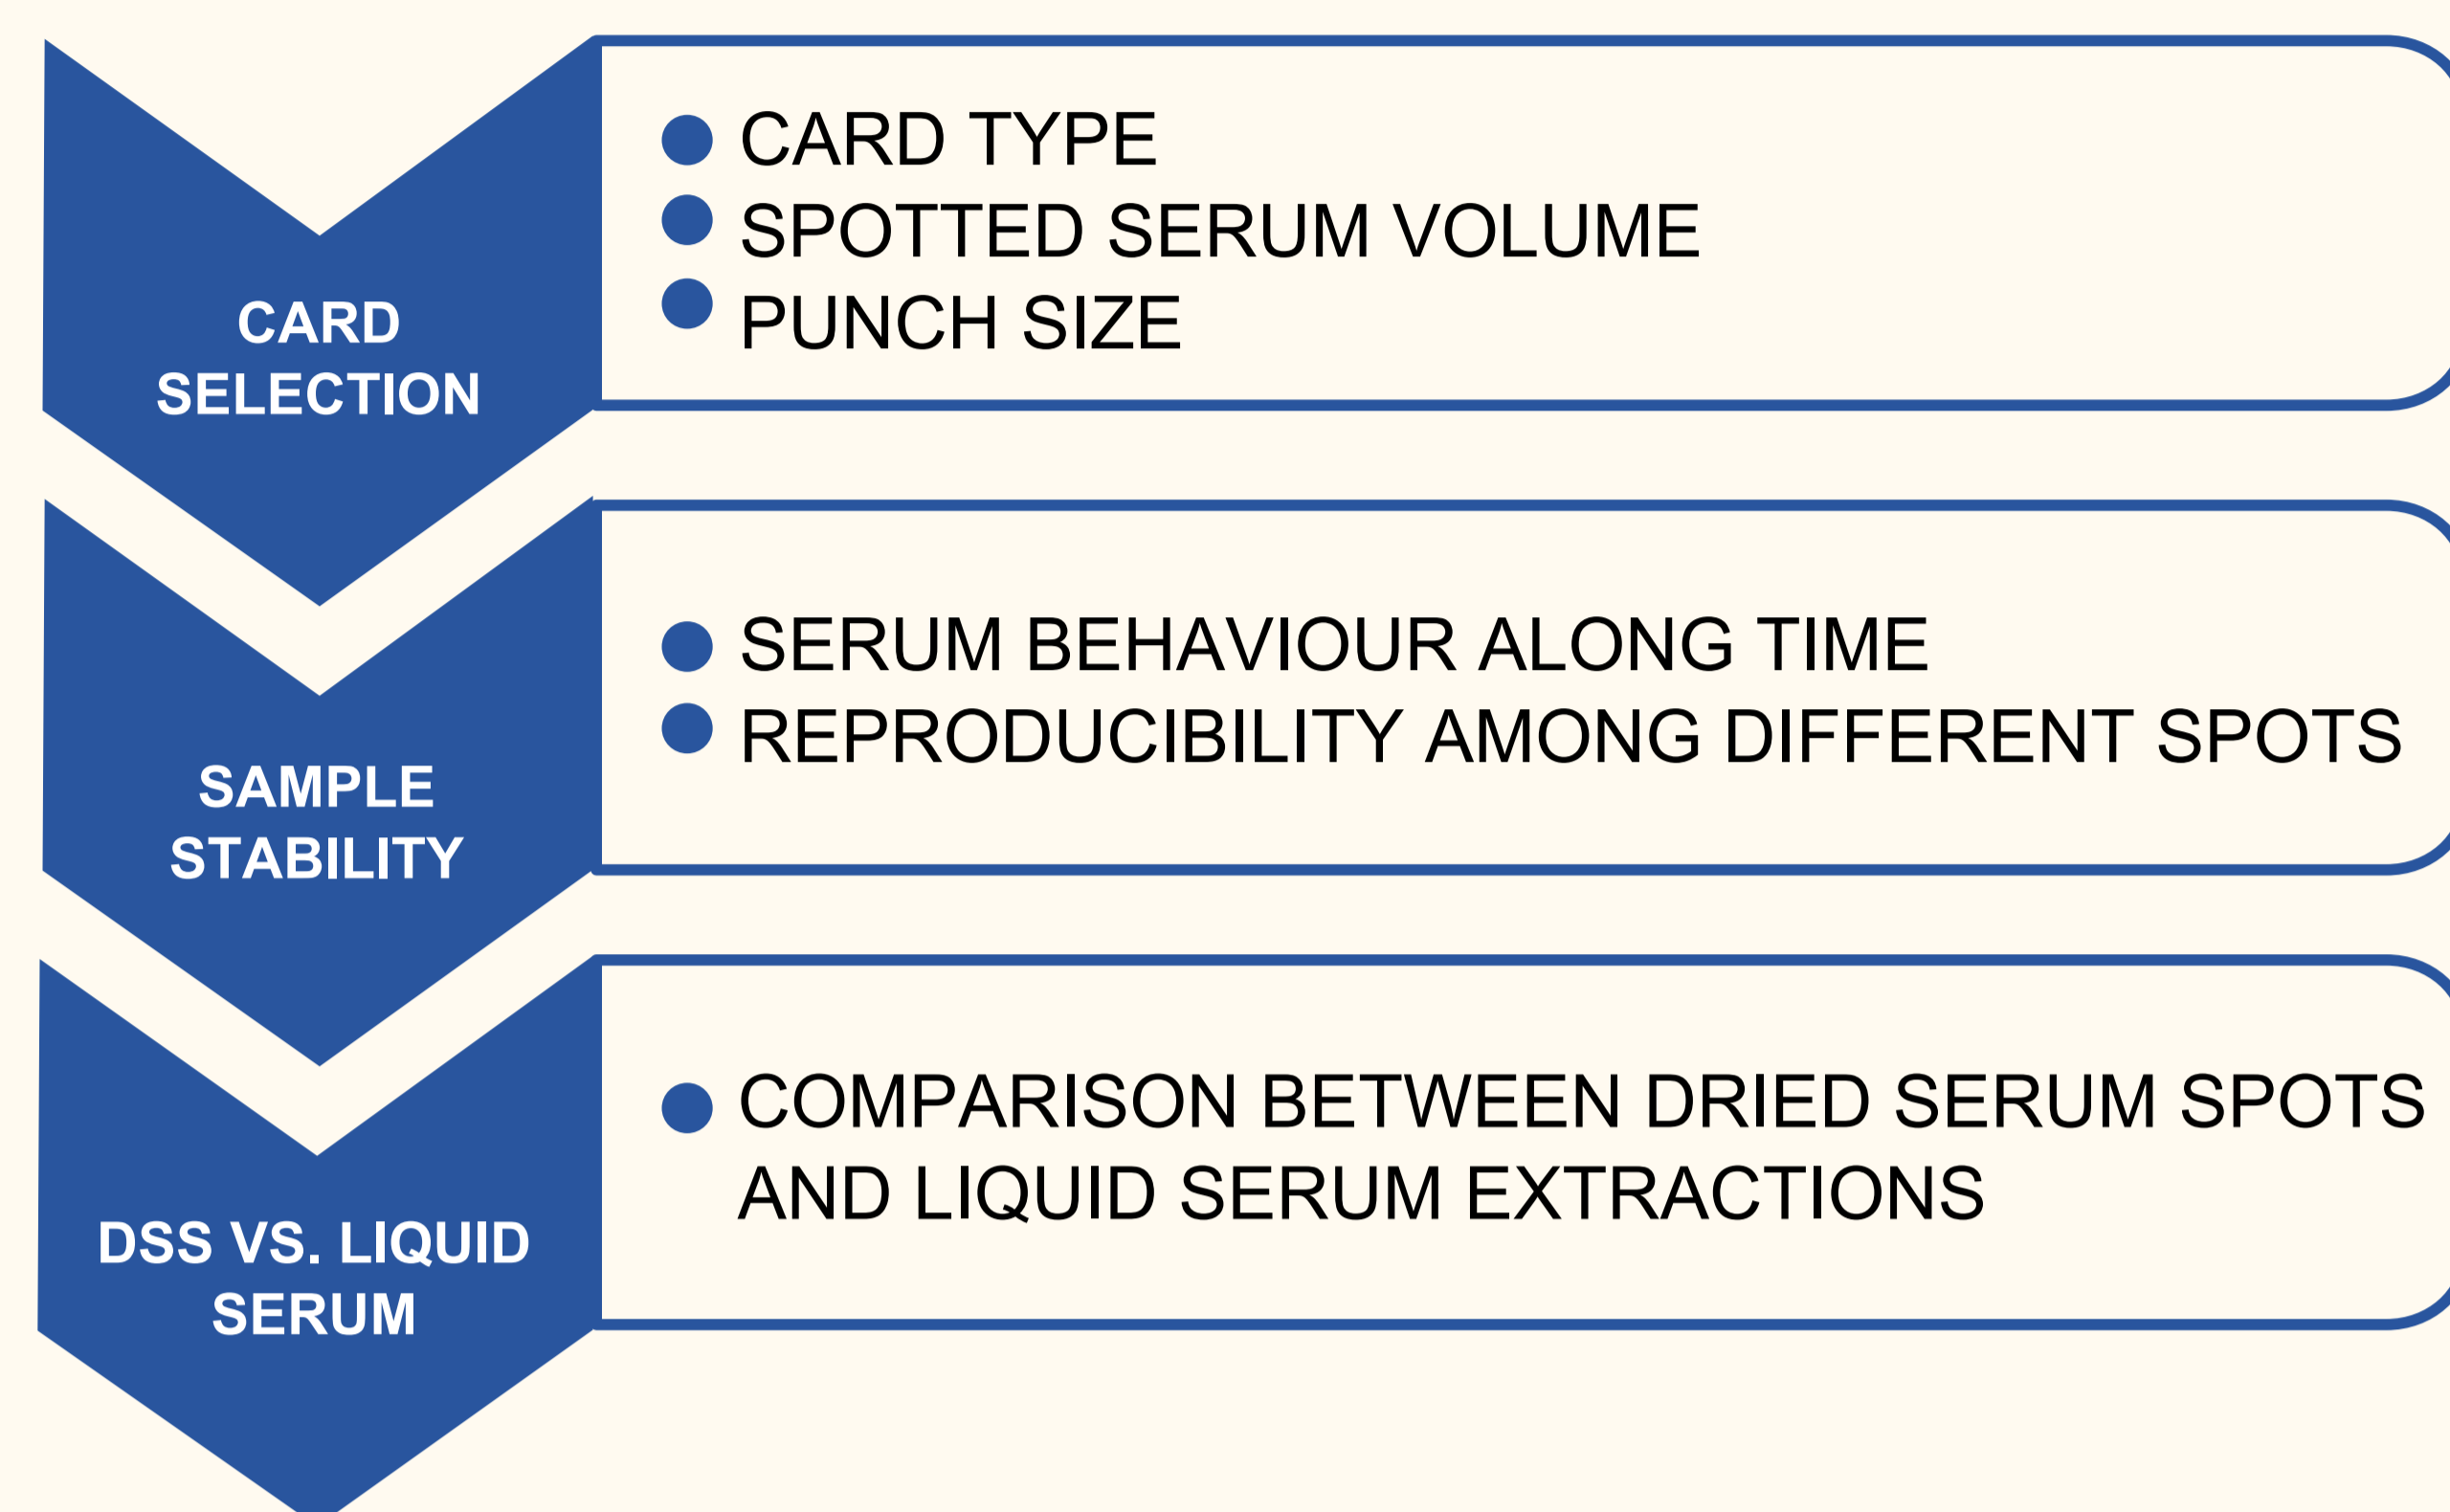 CARD
SELECTION
CARD TYPE
SPOTTED SERUM VOLUME
PUNCH SIZE
SAMPLE
STABILITY
SERUM BEHAVIOUR ALONG TIME
REPRODUCIBILITY AMONG DIFFERENT SPOTS
DSS VS. LIQUID
SERUM
COMPARISON BETWEEN DRIED SERUM SPOTS
AND LIQUID SERUM EXTRACTIONS